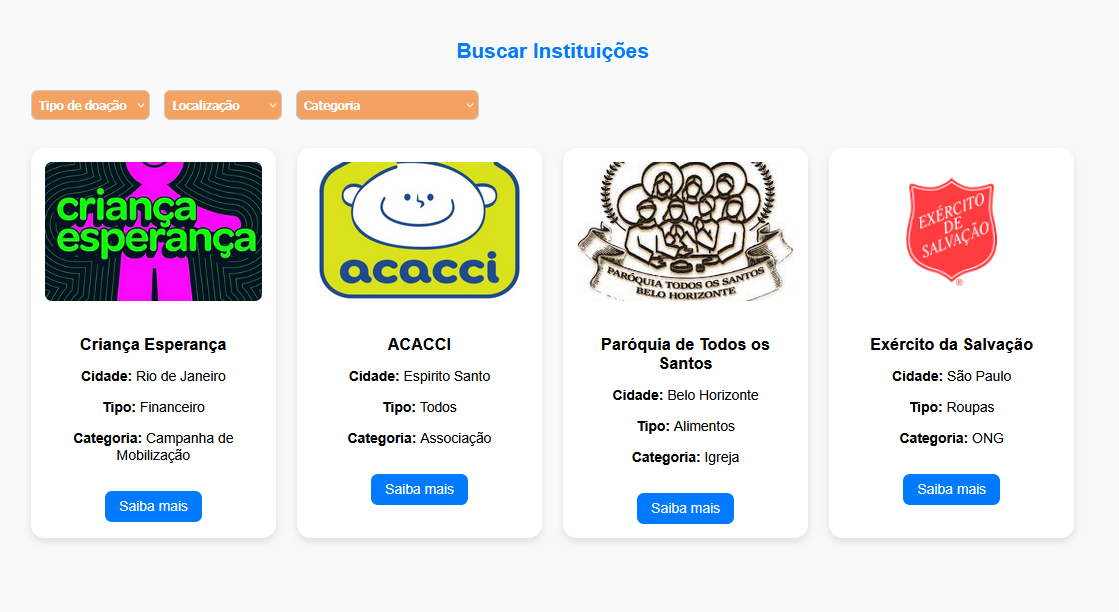 Buscar Instituições
Tipo de doação
Localização
Categoria
criança
esperança
acacci
PARÓQUIA TODOS OS SANTOS
BELO HORIZONTE
EXÉRCITO
DE
SALVAÇÃO
®
Criança Esperança
Cidade: Rio de Janeiro
Tipo: Financeiro
Categoria: Campanha de
Mobilização
Saiba mais
ACACCI
Cidade: Espirito Santo
Tipo: Todos
Categoria: Associação
Saiba mais
Paróquia de Todos os
Santos
Cidade: Belo Horizonte
Tipo: Alimentos
Categoria: Igreja
Saiba mais
Exército da Salvação
Cidade: São Paulo
Tipo: Roupas
Categoria: ONG
Saiba mais